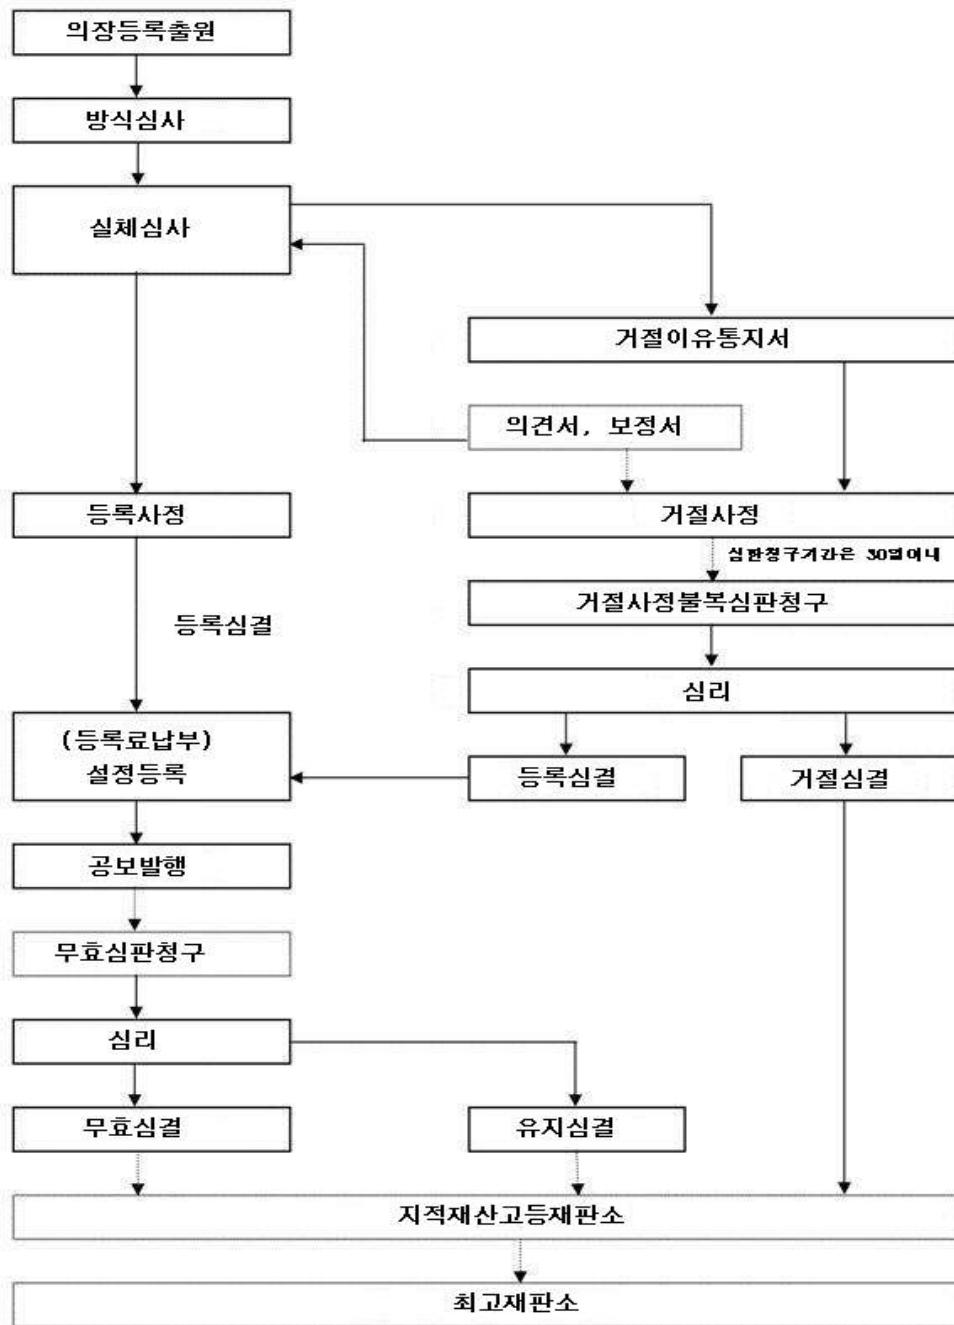 의장등록출원
방식심사
실체심사
거절이유통지서
의견서, 보정서
등록사정
거절사정
심판청구기간은 30일이내
거절사정불복심판청구
등록심결
심리
(등록료납부)
설정등록
등록심결
거절심결
공보발행
무효심판청구
심리
무효심결
유지심결
지적재산고등재판소
최고재판소